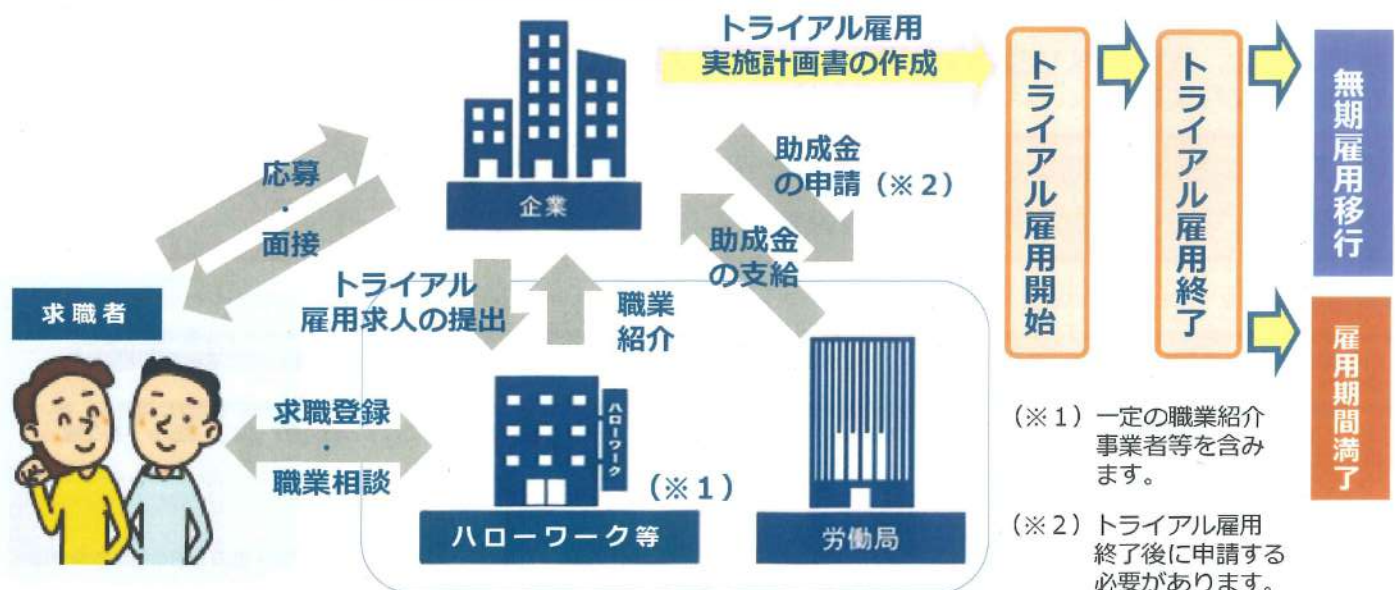 トライアル雇用
実施計画書の作成
トライアル雇用開始
トライアル雇用終了
無期雇用移行
雇用期間満了
企業
応募
・
面接
助成金
の申請(※2)
助成金
の支給
求職者
トライアル
雇用求人の提出
職業
紹介
求職登録
・
職業相談
ハローワーク
(※1)
ハローワーク等
労働局
(※1)一定の職業紹介
事業者等を含み
ます。
(※2)トライアル雇用
終了後に申請する
必要があります。